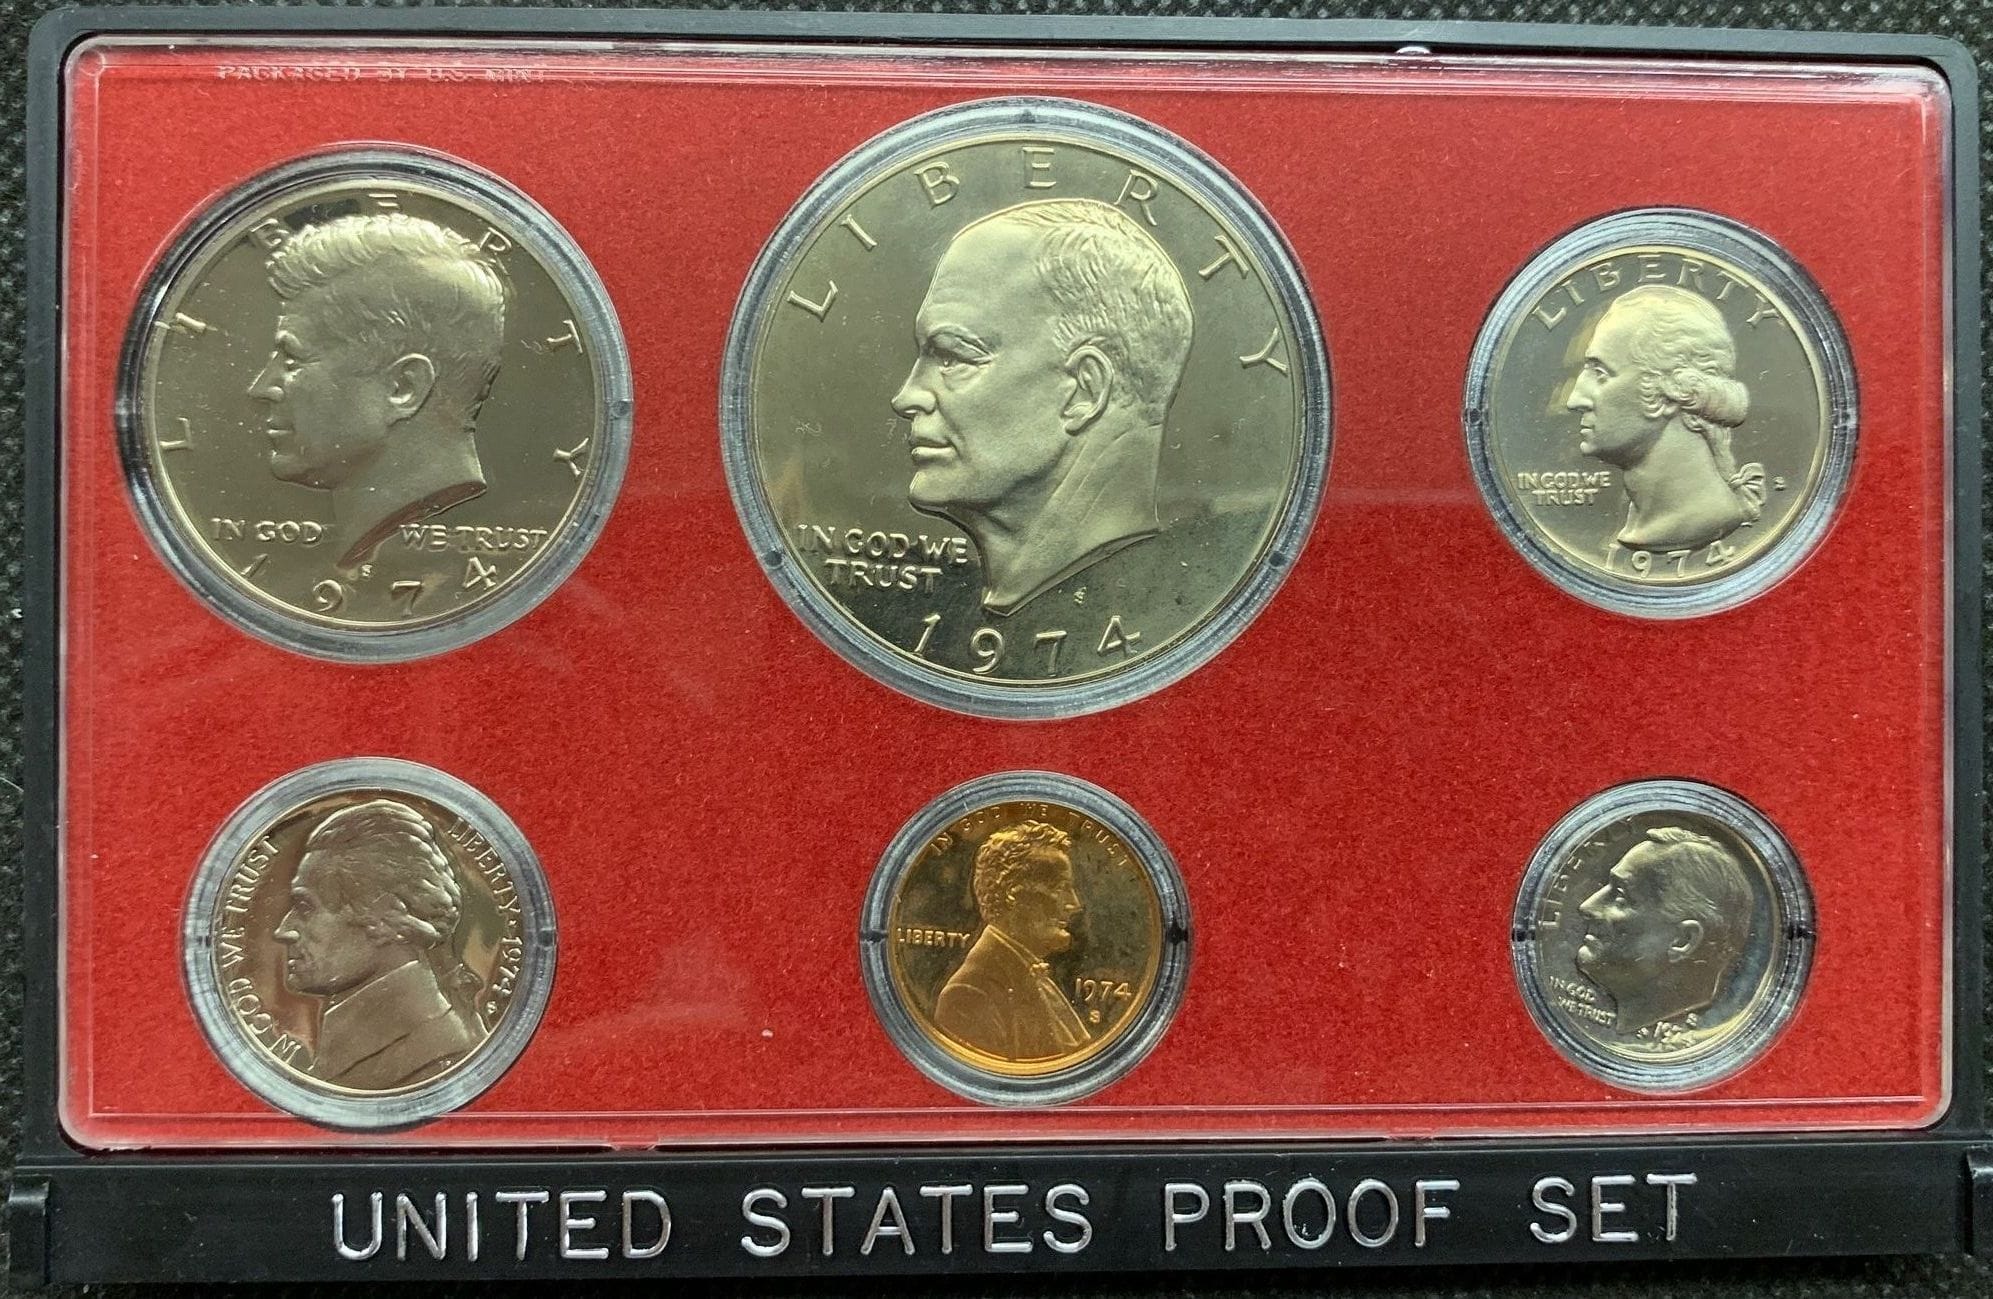 PACKAGED BY U.S. MINT
LIBERTY
IN GOD WE TRUST
S
1974
LIBERTY
IN GOD WE
TRUST
S
1974
LIBERTY
IN GOD WE
TRUST
S
1974
IN GOD WE TRUST
LIBERTY · 1974
S
IN GOD WE TRUST
LIBERTY
1974
S
LIBERTY
IN GOD
WE TRUST
S
UNITED STATES PROOF SET